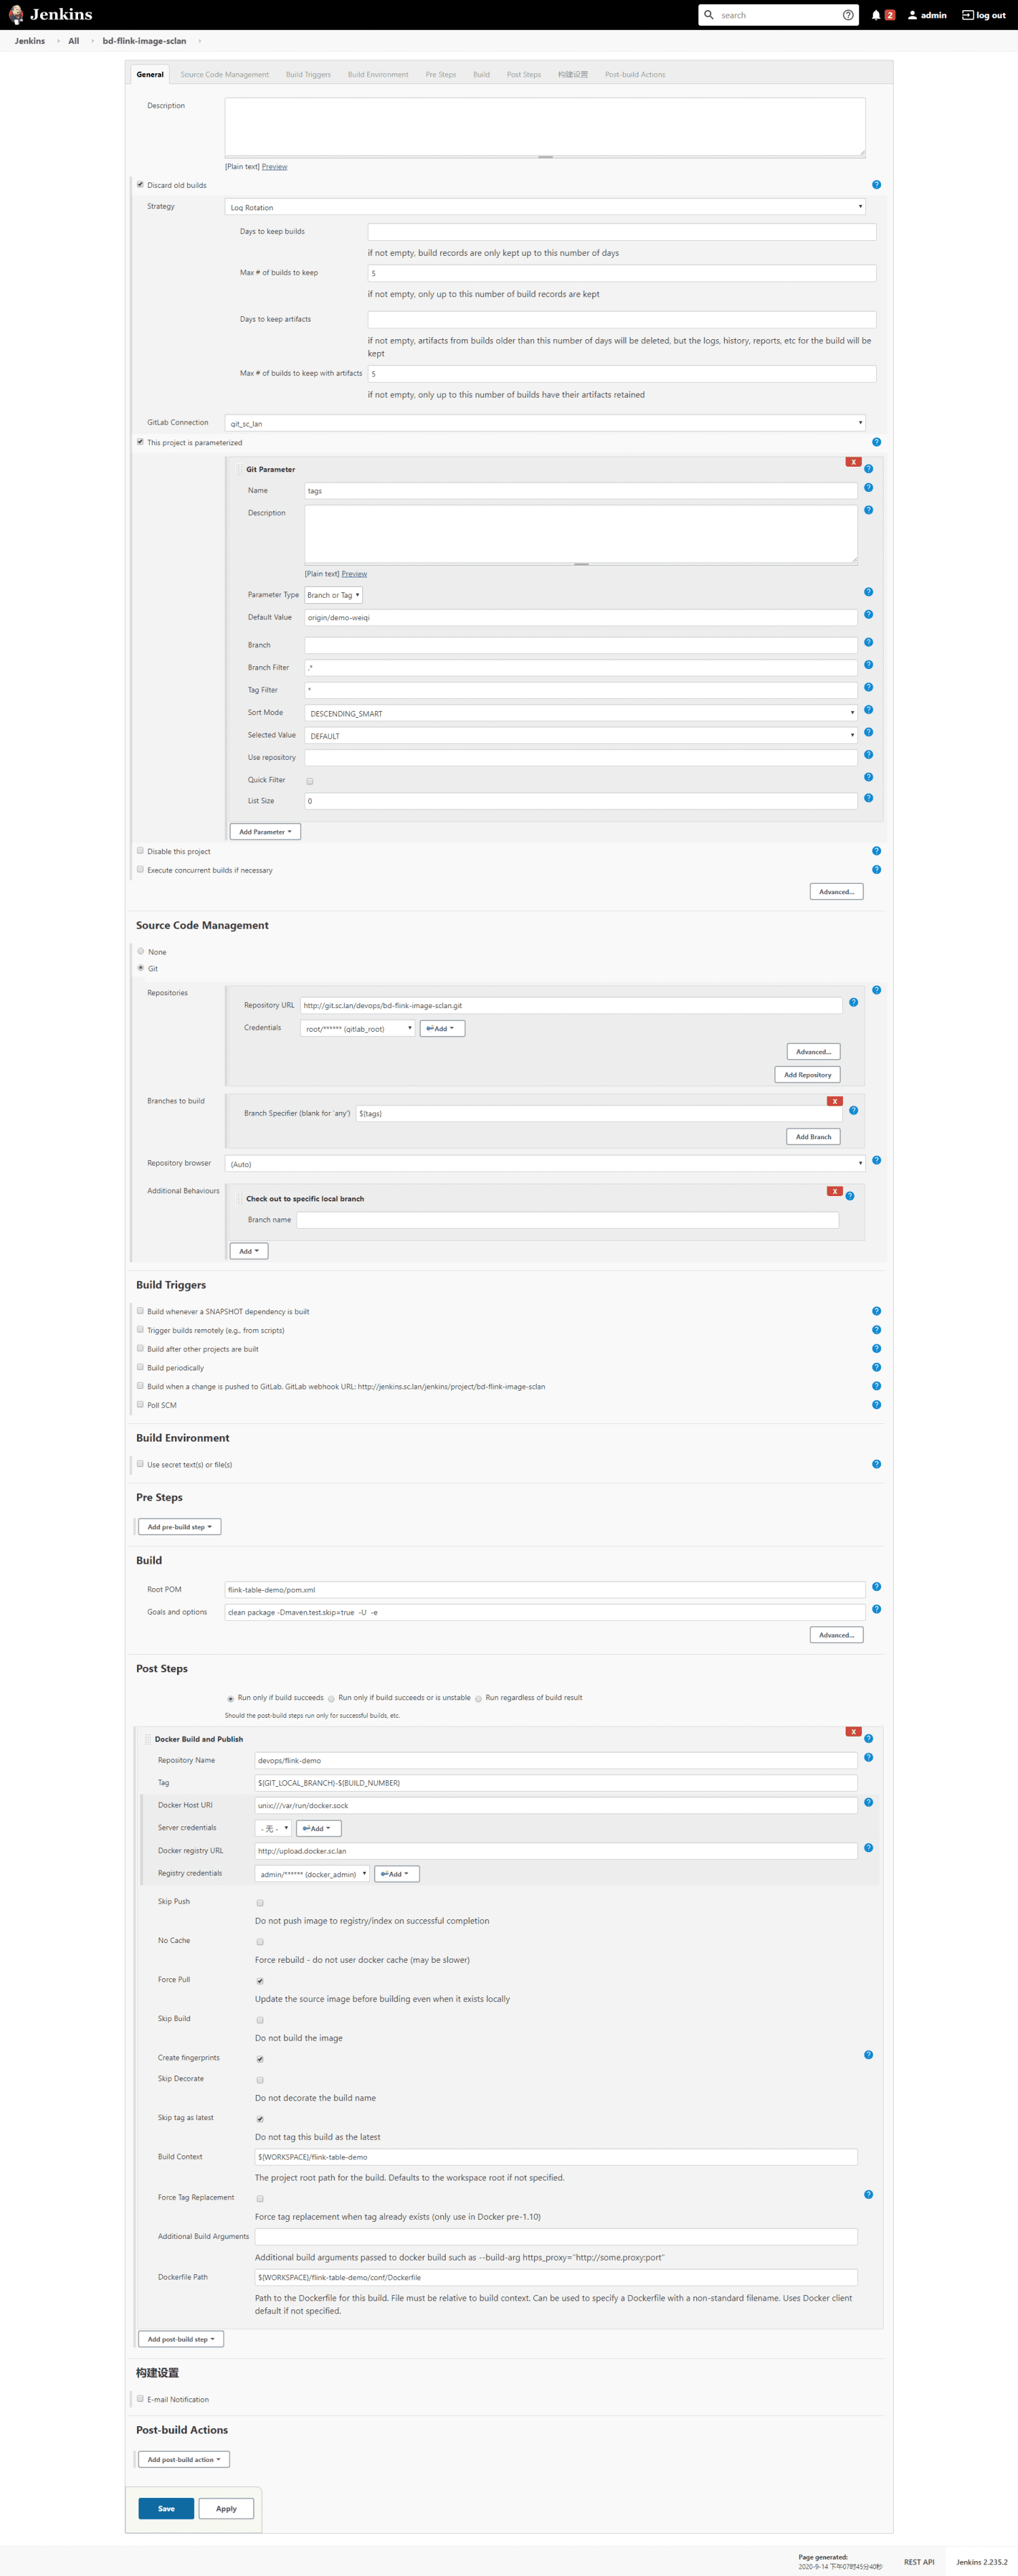 Jenkins
search
2
admin
log out
Jenkins
All
bd-flink-image-sclan
General
Source Code Management
Build Triggers
Build Environment
Pre Steps
Build
Post Steps
构建设置
Post-build Actions
Description
[Plain text] Preview
Discard old builds
Strategy
Log Rotation
Days to keep builds
if not empty, build records are only kept up to this number of days
Max # of builds to keep
5
if not empty, only up to this number of build records are kept
Days to keep artifacts
if not empty, artifacts from builds older than this number of days will be deleted, but the logs, history, reports, etc for the build will be
kept
Max # of builds to keep with artifacts
5
if not empty, only up to this number of builds have their artifacts retained
GitLab Connection
git_sc_lan
This project is parameterized
X
Git Parameter
Name
tags
Description
[Plain text] Preview
Parameter Type
Branch or Tag
Default Value
origin/demo-weiqi
Branch
Branch Filter
.*
Tag Filter
*
Sort Mode
DESCENDING_SMART
Selected Value
DEFAULT
Use repository
Quick Filter
List Size
0
Add Parameter
Disable this project
Execute concurrent builds if necessary
Advanced...
Source Code Management
None
Git
Repositories
Repository URL
http://git.sc.lan/devops/bd-flink-image-sclan.git
Credentials
root/****** (gitlab_root)
Add
Advanced...
Add Repository
Branches to build
X
Branch Specifier (blank for 'any')
${tags}
Add Branch
Repository browser
(Auto)
Additional Behaviours
X
Check out to specific local branch
Branch name
Add
Build Triggers
Build whenever a SNAPSHOT dependency is built
Trigger builds remotely (e.g., from scripts)
Build after other projects are built
Build periodically
Build when a change is pushed to GitLab. GitLab webhook URL: http://jenkins.sc.lan/jenkins/project/bd-flink-image-sclan
Poll SCM
Build Environment
Use secret text(s) or file(s)
Pre Steps
Add pre-build step
Build
Root POM
flink-table-demo/pom.xml
Goals and options
clean package -Dmaven.test.skip=true -U -e
Advanced...
Post Steps
Run only if build succeeds
Run only if build succeeds or is unstable
Run regardless of build result
Should the post-build steps run only for successful builds, etc.
X
Docker Build and Publish
Repository Name
devops/flink-demo
Tag
${GIT_LOCAL_BRANCH}-${BUILD_NUMBER}
Docker Host URI
unix:///var/run/docker.sock
Server credentials
- 无 -
Add
Docker registry URL
http://upload.docker.sc.lan
Registry credentials
admin/****** (docker_admin)
Add
Skip Push
Do not push image to registry/index on successful completion
No Cache
Force rebuild - do not user docker cache (may be slower)
Force Pull
Update the source image before building even when it exists locally
Skip Build
Do not build the image
Create fingerprints
Skip Decorate
Do not decorate the build name
Skip tag as latest
Do not tag this build as the latest
Build Context
${WORKSPACE}/flink-table-demo
The project root path for the build. Defaults to the workspace root if not specified.
Force Tag Replacement
Force tag replacement when tag already exists (only use in Docker pre-1.10)
Additional Build Arguments
Additional build arguments passed to docker build such as --build-arg https_proxy="http://some.proxy:port"
Dockerfile Path
${WORKSPACE}/flink-table-demo/conf/Dockerfile
Path to the Dockerfile for this build. File must be relative to build context. Can be used to specify a Dockerfile with a non-standard filename. Uses Docker client
default if not specified.
Add post-build step
构建设置
E-mail Notification
Post-build Actions
Add post-build action
Save
Apply
Page generated:
2020-9-14 下午07时45分40秒
REST API
Jenkins 2.235.2